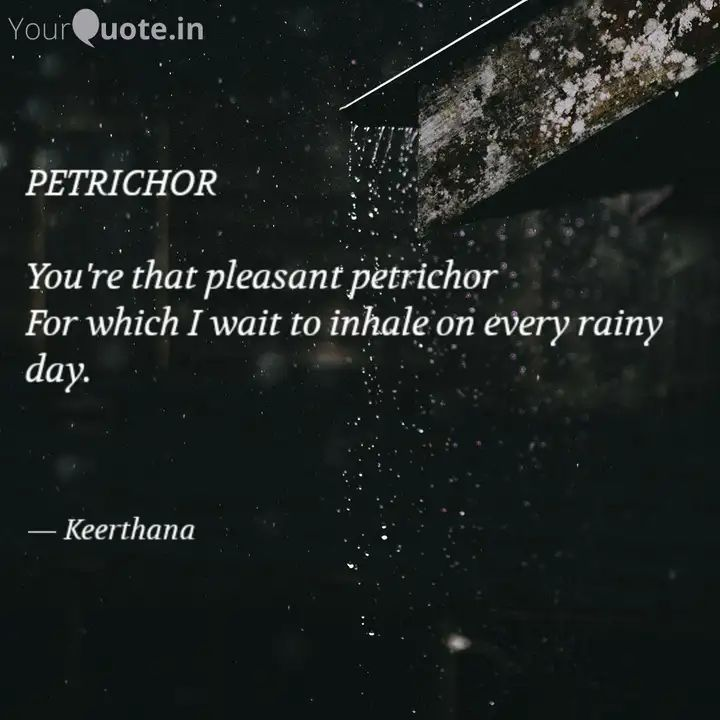 YourQuote.in
PETRICHOR
You're that pleasant petrichor
For which I wait to inhale on every rainy
day.
— Keerthana